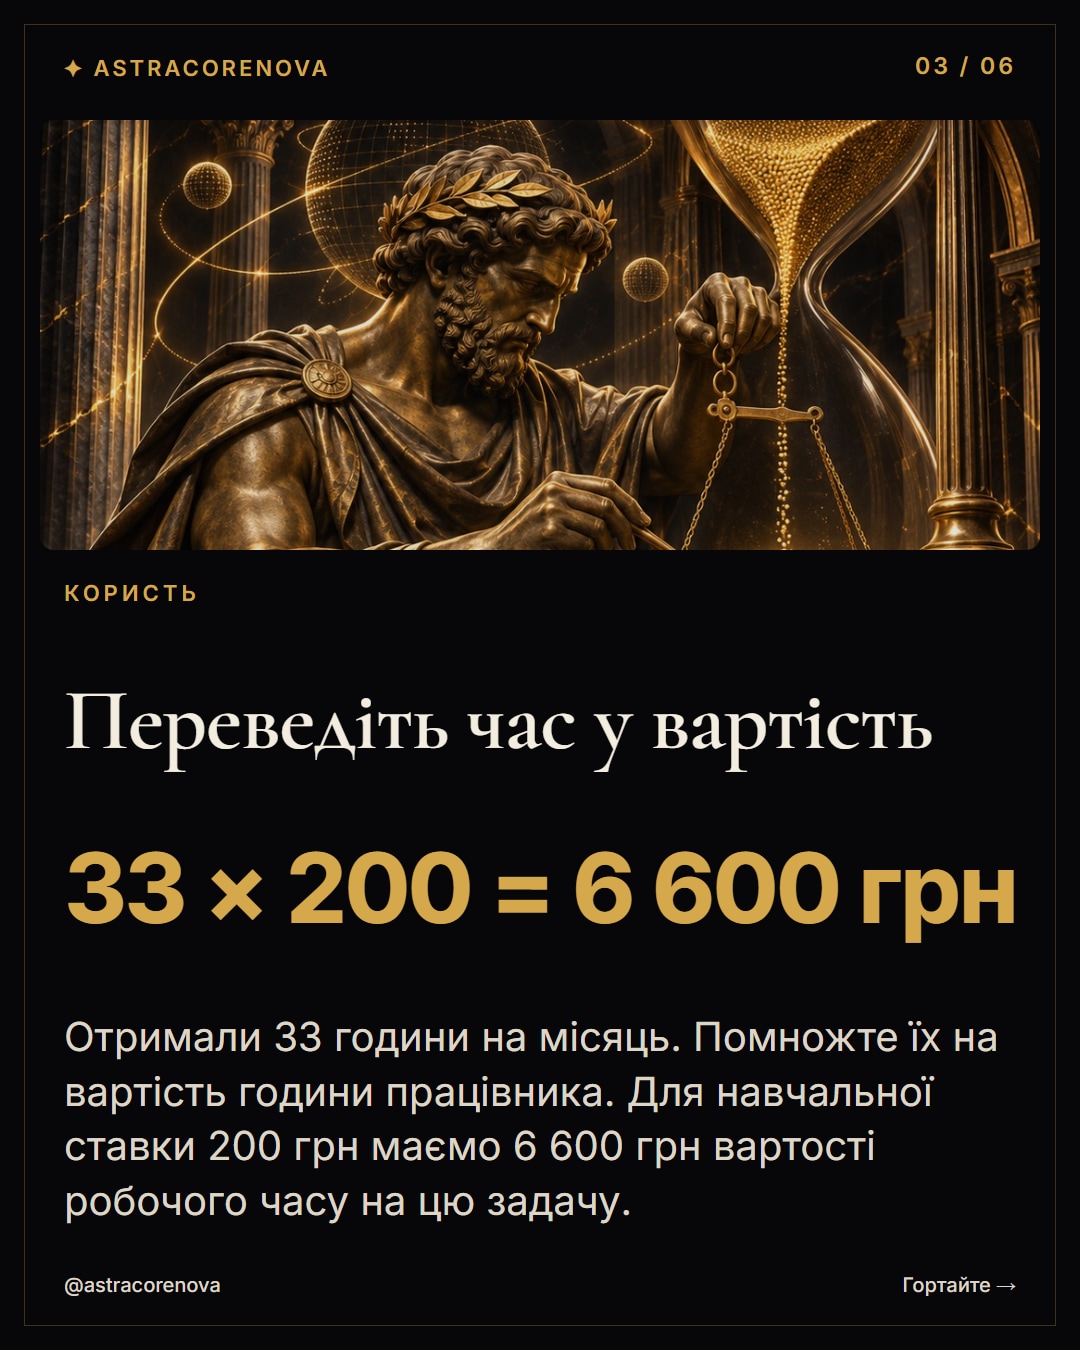 ✦ ASTRACORENOVA
03 / 06
КОРИСТЬ
Переведіть час у вартість
33 × 200 = 6 600 грн
Отримали 33 години на місяць. Помножте їх на
вартість години працівника. Для навчальної
ставки 200 грн маємо 6 600 грн вартості
робочого часу на цю задачу.
@astracorenova
Гортайте →